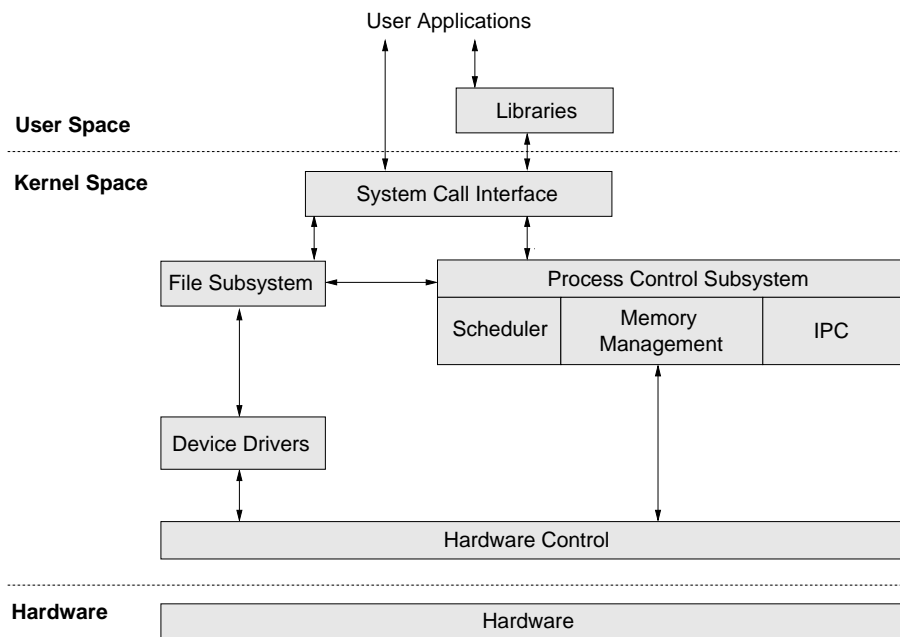 User Applications
Libraries
User Space
Kernel Space
System Call Interface
File Subsystem
Process Control Subsystem
Scheduler
Memory
Management
IPC
Device Drivers
Hardware Control
Hardware
Hardware